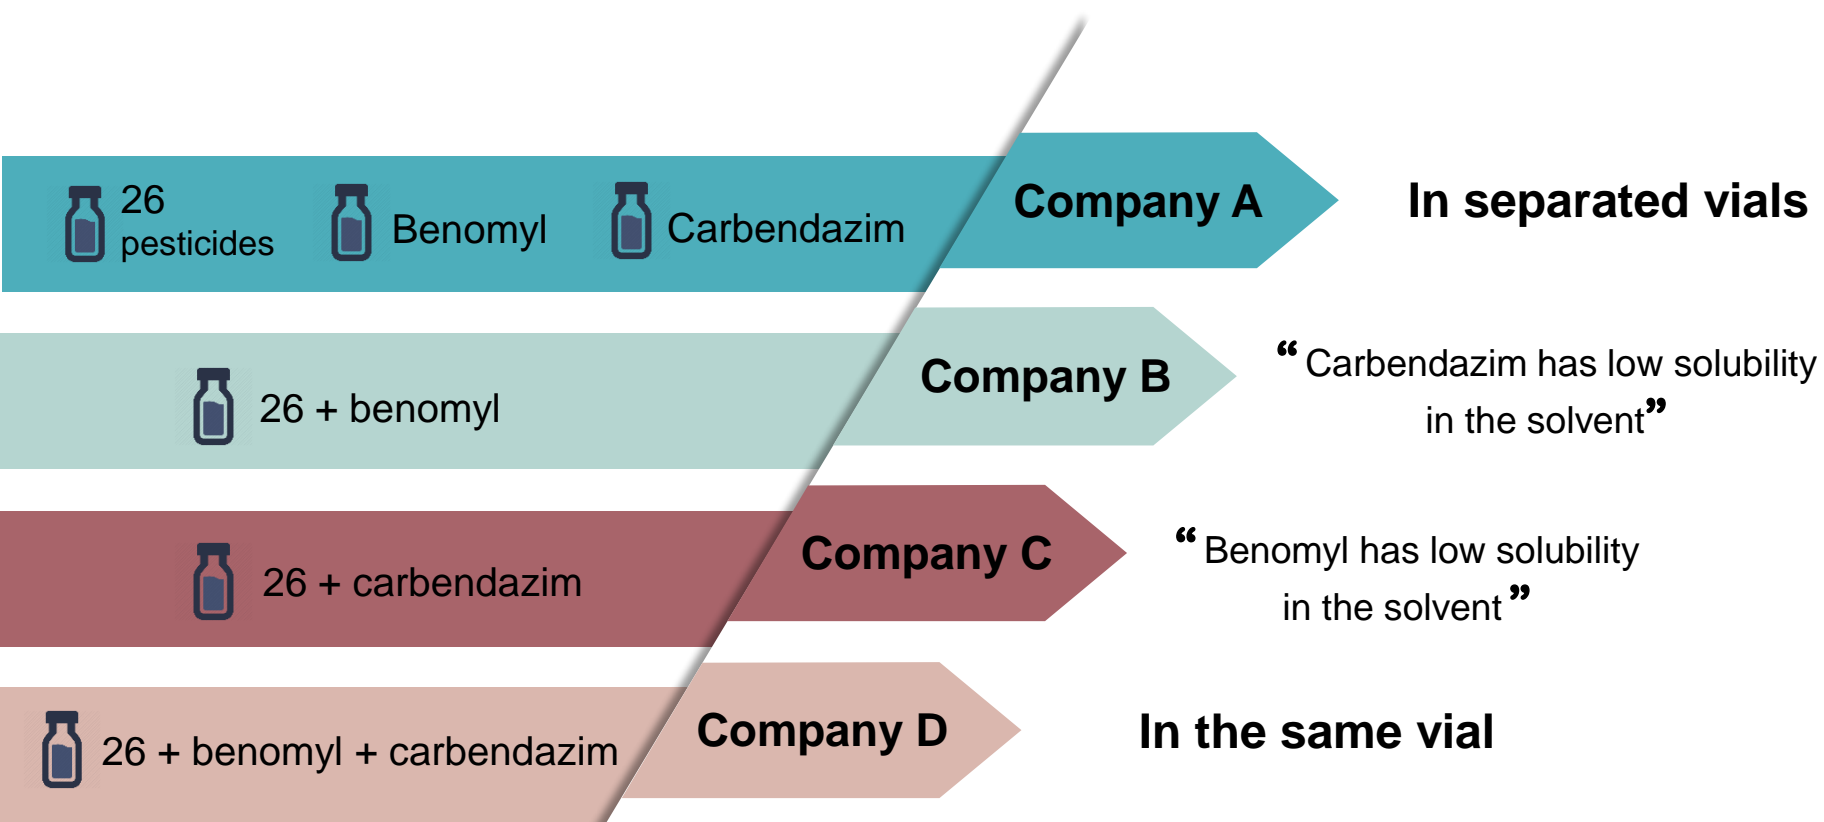 26
pesticides
Benomyl
Carbendazim
Company A
In separated vials
26 + benomyl
Company B
“Carbendazim has low solubility
in the solvent”
26 + carbendazim
Company C
“Benomyl has low solubility
in the solvent”
26 + benomyl + carbendazim
Company D
In the same vial